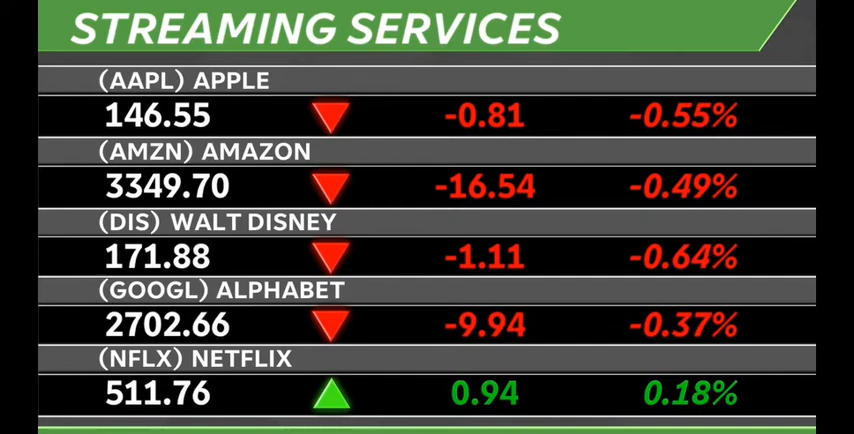 STREAMING SERVICES
(AAPL) APPLE
146.55 -0.81 -0.55%
(AMZN) AMAZON
3349.70 -16.54 -0.49%
(DIS) WALT DISNEY
171.88 -1.11 -0.64%
(GOOGL) ALPHABET
2702.66 -9.94 -0.37%
(NFLX) NETFLIX
511.76 0.94 0.18%